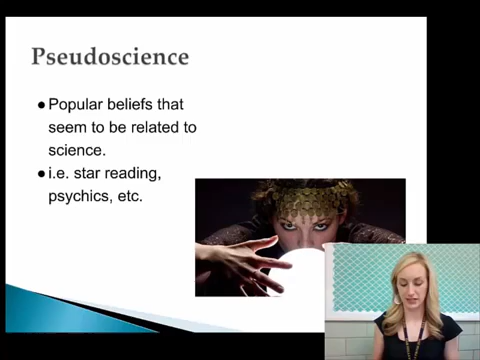 Pseudoscience
● Popular beliefs that
seem to be related to
science.
● i.e. star reading,
psychics, etc.